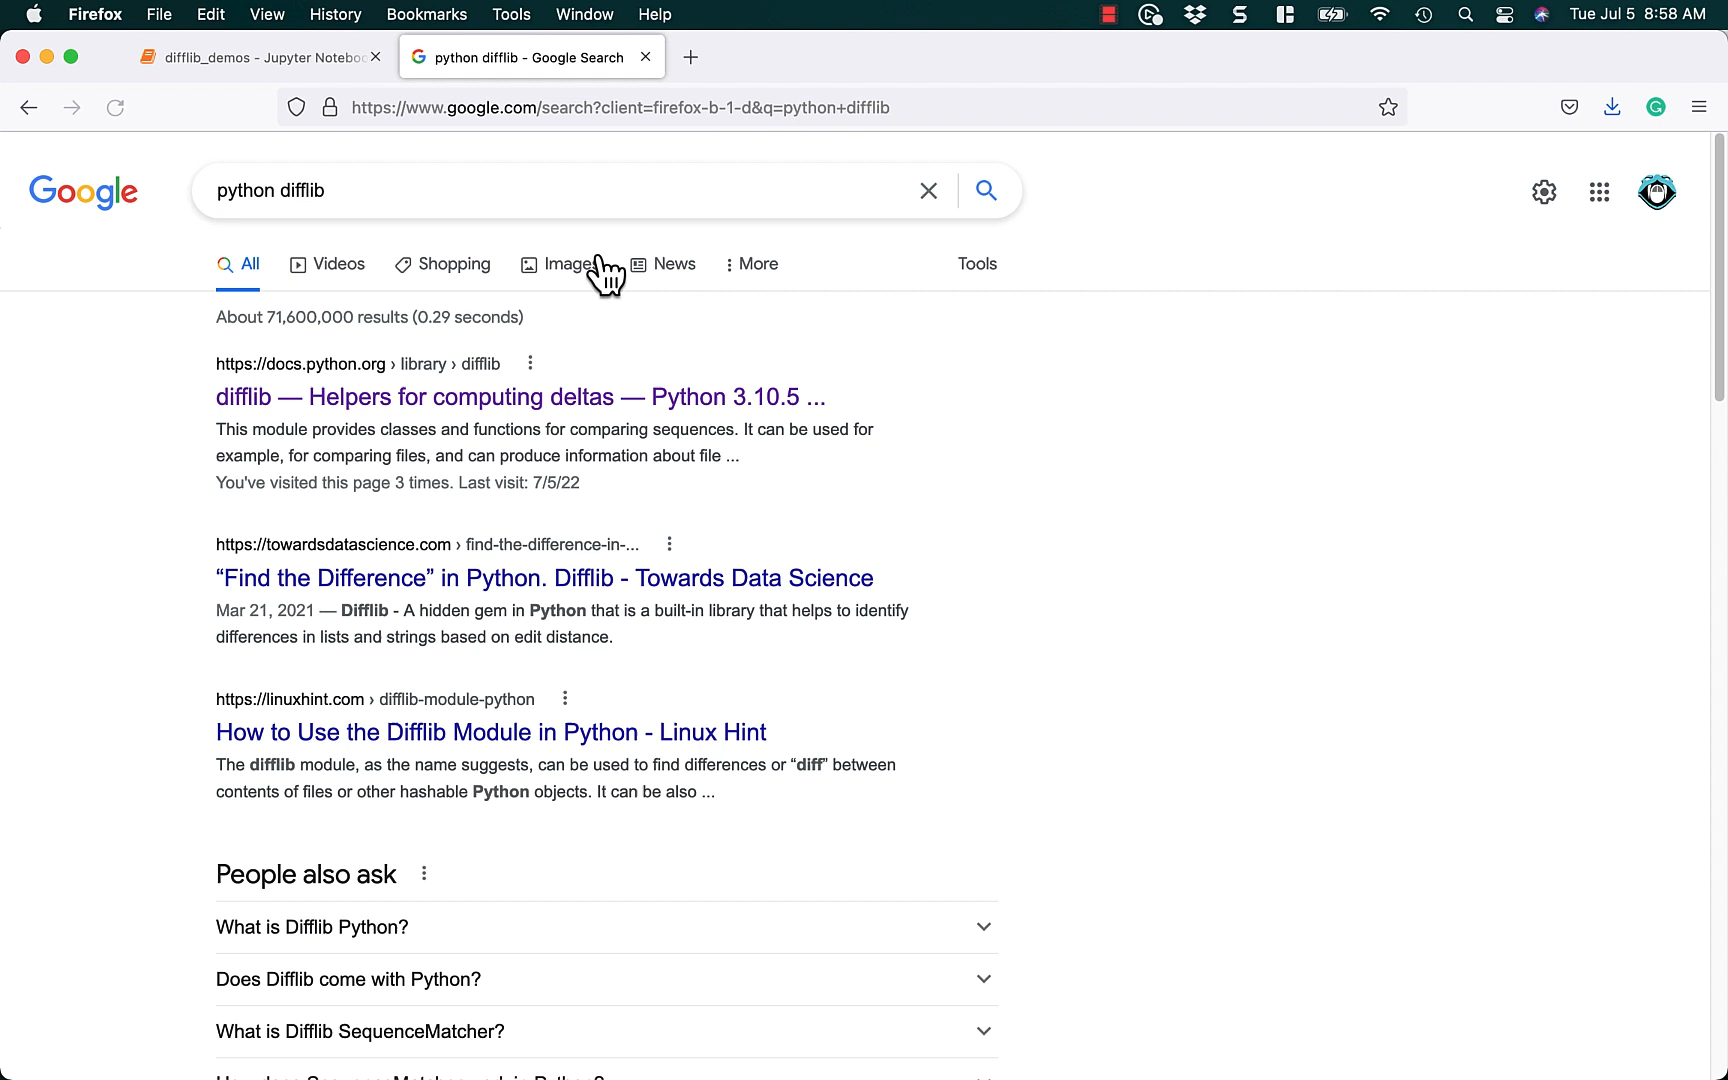 Firefox File Edit View History Bookmarks Tools Window Help Tue Jul 5 8:58 AM
difflib_demos - Jupyter Noteboo python difflib - Google Search
https://www.google.com/search?client=firefox-b-1-d&q=python+difflib
Google python difflib
All Videos Shopping Images News More Tools
About 71,600,000 results (0.29 seconds)
https://docs.python.org › library › difflib
difflib — Helpers for computing deltas — Python 3.10.5 ...
This module provides classes and functions for comparing sequences. It can be used for
example, for comparing files, and can produce information about file ...
You've visited this page 3 times. Last visit: 7/5/22
https://towardsdatascience.com › find-the-difference-in-...
“Find the Difference” in Python. Difflib - Towards Data Science
Mar 21, 2021 — Difflib - A hidden gem in Python that is a built-in library that helps to identify
differences in lists and strings based on edit distance.
https://linuxhint.com › difflib-module-python
How to Use the Difflib Module in Python - Linux Hint
The difflib module, as the name suggests, can be used to find differences or “diff” between
contents of files or other hashable Python objects. It can be also ...
People also ask
What is Difflib Python?
Does Difflib come with Python?
What is Difflib SequenceMatcher?